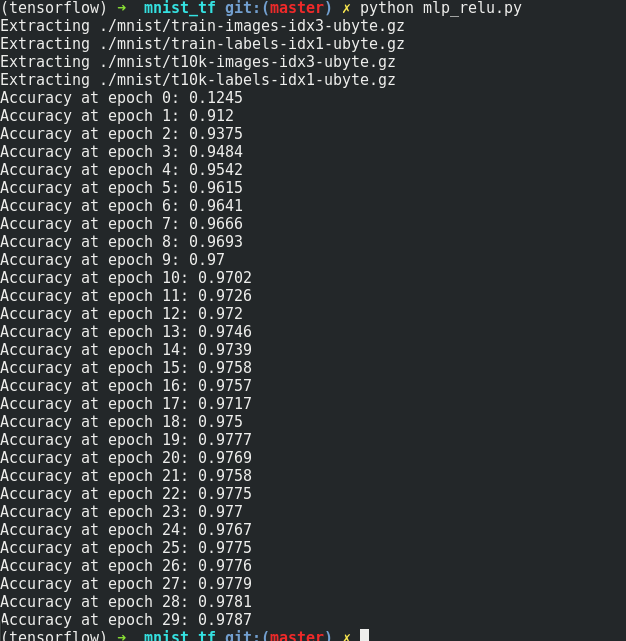 (tensorflow) ➜  mnist_tf git:(master) ✗ python mlp_relu.py
Extracting ./mnist/train-images-idx3-ubyte.gz
Extracting ./mnist/train-labels-idx1-ubyte.gz
Extracting ./mnist/t10k-images-idx3-ubyte.gz
Extracting ./mnist/t10k-labels-idx1-ubyte.gz
Accuracy at epoch 0: 0.1245
Accuracy at epoch 1: 0.912
Accuracy at epoch 2: 0.9375
Accuracy at epoch 3: 0.9484
Accuracy at epoch 4: 0.9542
Accuracy at epoch 5: 0.9615
Accuracy at epoch 6: 0.9641
Accuracy at epoch 7: 0.9666
Accuracy at epoch 8: 0.9693
Accuracy at epoch 9: 0.97
Accuracy at epoch 10: 0.9702
Accuracy at epoch 11: 0.9726
Accuracy at epoch 12: 0.972
Accuracy at epoch 13: 0.9746
Accuracy at epoch 14: 0.9739
Accuracy at epoch 15: 0.9758
Accuracy at epoch 16: 0.9757
Accuracy at epoch 17: 0.9717
Accuracy at epoch 18: 0.975
Accuracy at epoch 19: 0.9777
Accuracy at epoch 20: 0.9769
Accuracy at epoch 21: 0.9758
Accuracy at epoch 22: 0.9775
Accuracy at epoch 23: 0.977
Accuracy at epoch 24: 0.9767
Accuracy at epoch 25: 0.9775
Accuracy at epoch 26: 0.9776
Accuracy at epoch 27: 0.9779
Accuracy at epoch 28: 0.9781
Accuracy at epoch 29: 0.9787
(tensorflow) ➜  mnist_tf git:(master) ✗